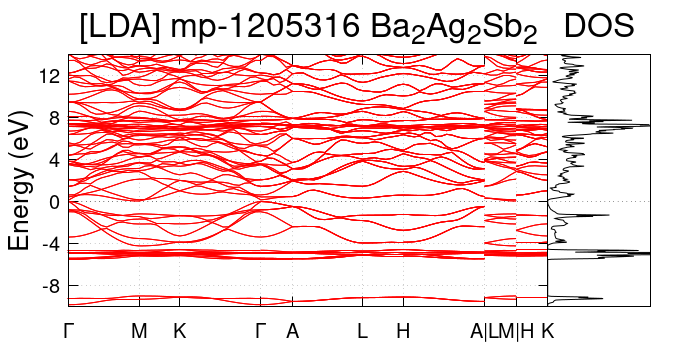 [LDA] mp-1205316 Ba₂Ag₂Sb₂ DOS
Energy (eV)
12
8
4
0
-4
-8
Γ M K Γ A L H A|LM|H K